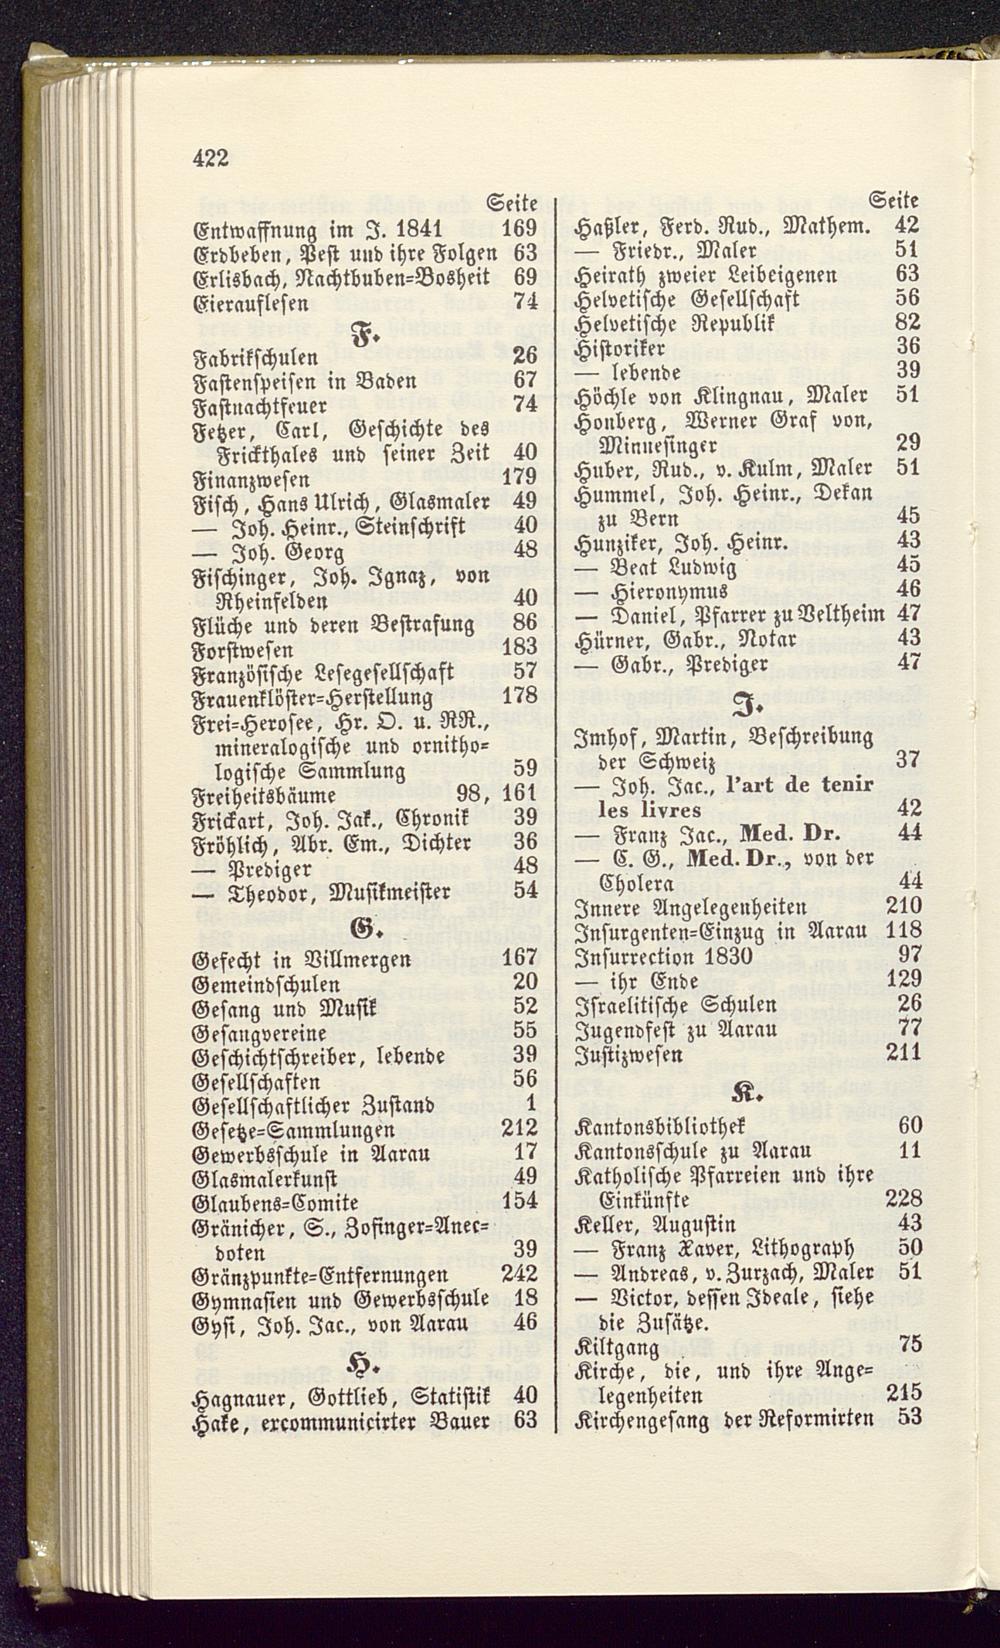 422
Seite
Entwaffnung im J. 1841 169
Erdbeben, Pest und ihre Folgen 63
Erlisbach, Nachtbuben=Bosheit 69
Eierauflesen 74
F.
Fabrikschulen 26
Fastenspeisen in Baden 67
Fastnachtfeuer 74
Fetzer, Carl, Geschichte des
Frickthales und seiner Zeit 40
Finanzwesen 179
Fisch, Hans Ulrich, Glasmaler 49
— Joh. Heinr., Steinschrift 40
— Joh. Georg 48
Fischinger, Joh. Ignaz, von
Rheinfelden 40
Flüche und deren Bestrafung 86
Forstwesen 183
Französische Lesegesellschaft 57
Frauenklöster=Herstellung 178
Frei=Herosee, Hr. O. u. RR.,
mineralogische und ornitho=
logische Sammlung 59
Freiheitsbäume 98, 161
Frickart, Joh. Jak., Chronik 39
Fröhlich, Abr. Em., Dichter 36
— Prediger 48
— Theodor, Musikmeister 54
G.
Gefecht in Villmergen 167
Gemeindschulen 20
Gesang und Musik 52
Gesangvereine 55
Geschichtschreiber, lebende 39
Gesellschaften 56
Gesellschaftlicher Zustand 1
Gesetze=Sammlungen 212
Gewerbsschule in Aarau 17
Glasmalerkunst 49
Glaubens=Comite 154
Gränicher, S., Zofinger=Anec=
doten 39
Gränzpunkte=Entfernungen 242
Gymnasien und Gewerbsschule 18
Gysi, Joh. Jac., von Aarau 46
H.
Hagnauer, Gottlieb, Statistik 40
Hake, excommunicirter Bauer 63
Seite
Haßler, Ferd. Rud., Mathem. 42
— Friedr., Maler 51
Heirath zweier Leibeigenen 63
Helvetische Gesellschaft 56
Helvetische Republik 82
Historiker 36
— lebende 39
Höchle von Klingnau, Maler 51
Honberg, Werner Graf von,
Minnesinger 29
Huber, Rud., v. Kulm, Maler 51
Hummel, Joh. Heinr., Dekan
zu Bern 45
Hunziker, Joh. Heinr. 43
— Beat Ludwig 45
— Hieronymus 46
— Daniel, Pfarrer zu Veltheim 47
Hürner, Gabr., Notar 43
— Gabr., Prediger 47
J.
Imhof, Martin, Beschreibung
der Schweiz 37
— Joh. Jac., l'art de tenir
les livres 42
— Franz Jac., Med. Dr. 44
— C. G., Med. Dr., von der
Cholera 44
Innere Angelegenheiten 210
Insurgenten=Einzug in Aarau 118
Insurrection 1830 97
— ihr Ende 129
Israelitische Schulen 26
Jugendfest zu Aarau 77
Justizwesen 211
K.
Kantonsbibliothek 60
Kantonsschule zu Aarau 11
Katholische Pfarreien und ihre
Einkünfte 228
Keller, Augustin 43
— Franz Xaver, Lithograph 50
— Andreas, v. Zurzach, Maler 51
— Victor, dessen Ideale, siehe
die Zusätze.
Kiltgang 75
Kirche, die, und ihre Ange=
legenheiten 215
Kirchengesang der Reformirten 53